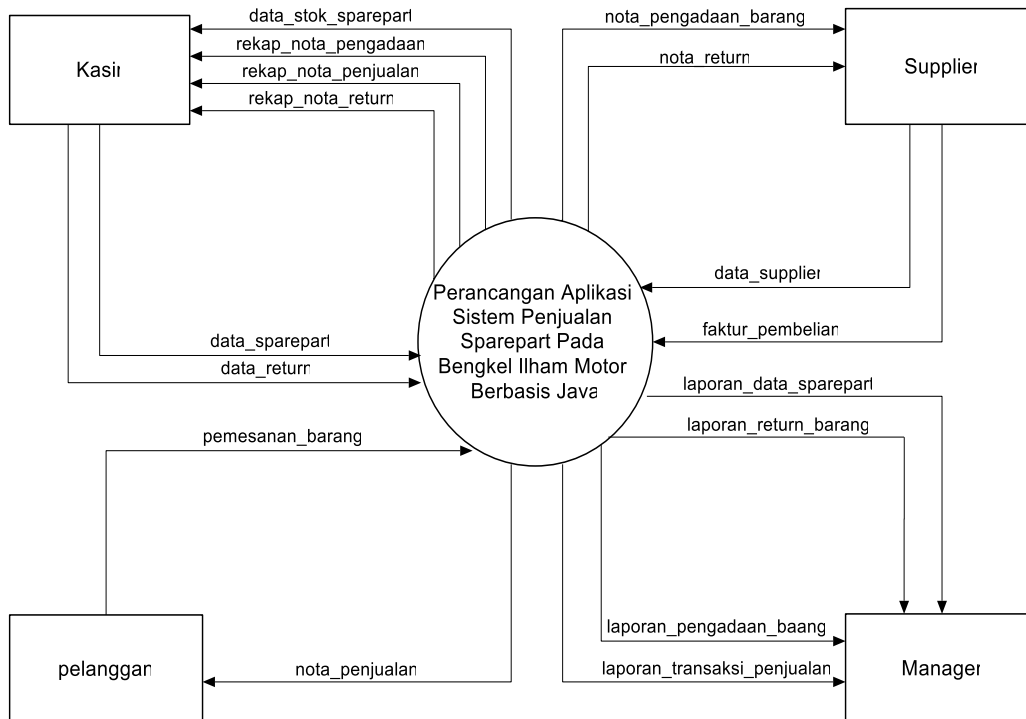 data_stok_sparepart
rekap_nota_pengadaan
rekap_nota_penjualan
rekap_nota_return
Kasir
nota_pengadaan_barang
nota_return
Supplier
data_supplier
faktur_pembelian
Perancangan Aplikasi
Sistem Penjualan
Sparepart Pada
Bengkel Ilham Motor
Berbasis Java
data_sparepart
data_return
pemesanan_barang
laporan_data_sparepart
laporan_return_barang
pelanggan
nota_penjualan
laporan_pengadaan_baang
laporan_transaksi_penjualan
Manager